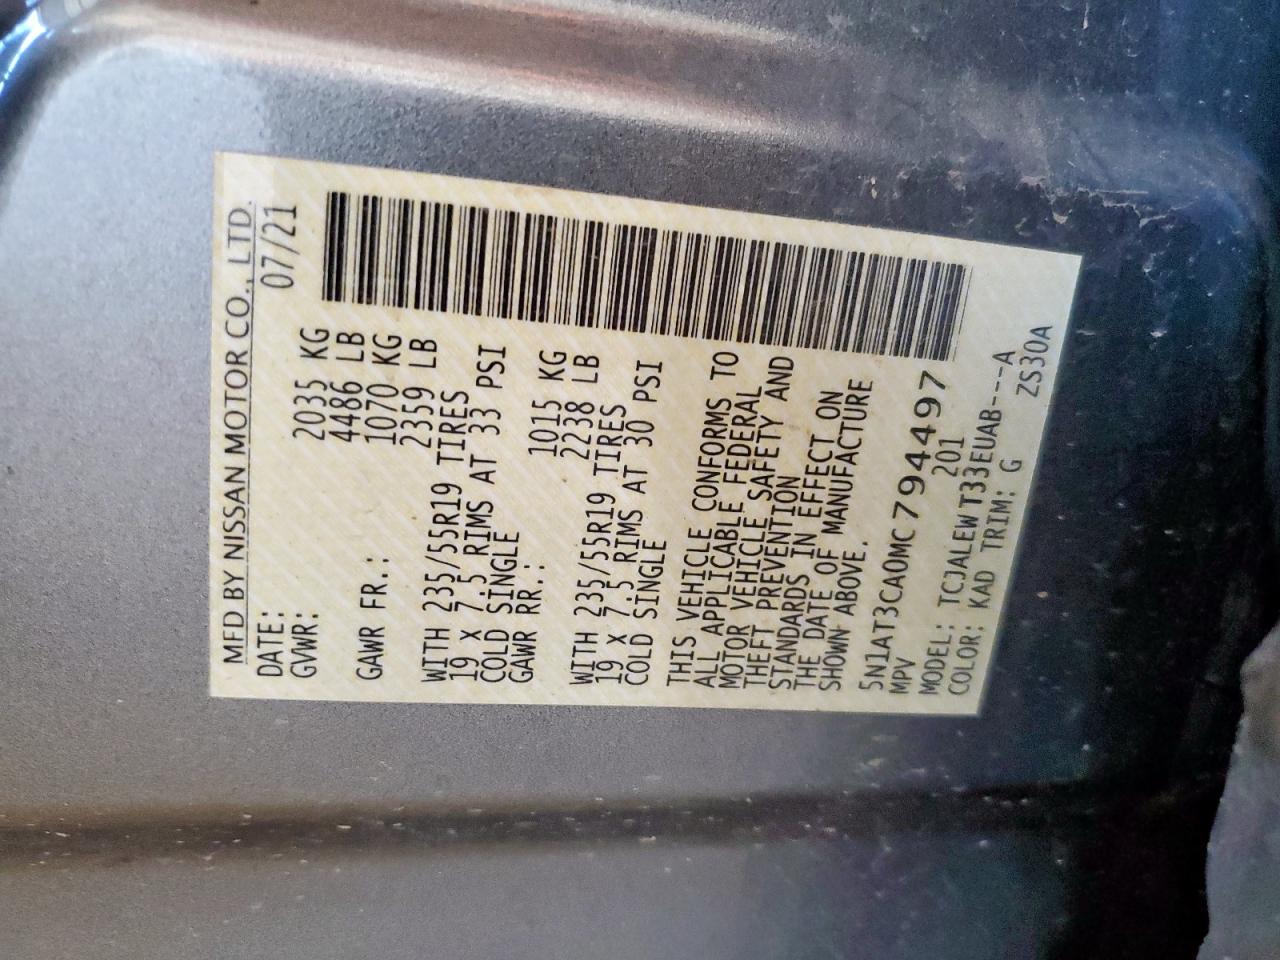 MFD BY NISSAN MOTOR CO., LTD.
DATE: 07/21
GVWR: 2035 KG
4486 LB
GAWR FR.: 1070 KG
2359 LB
WITH 235/55R19 TIRES
19 X 7.5 RIMS AT 33 PSI
COLD SINGLE
GAWR RR.: 1015 KG
2238 LB
WITH 235/55R19 TIRES
19 X 7.5 RIMS AT 30 PSI
COLD SINGLE
THIS VEHICLE CONFORMS TO
ALL APPLICABLE FEDERAL
MOTOR VEHICLE SAFETY AND
THEFT PREVENTION
STANDARDS IN EFFECT ON
THE DATE OF MANUFACTURE
SHOWN ABOVE.
5N1AT3CA0MC794497
MPV 201
MODEL: TCJALEWT33EUAB----A
COLOR: KAD TRIM: G ZS30A